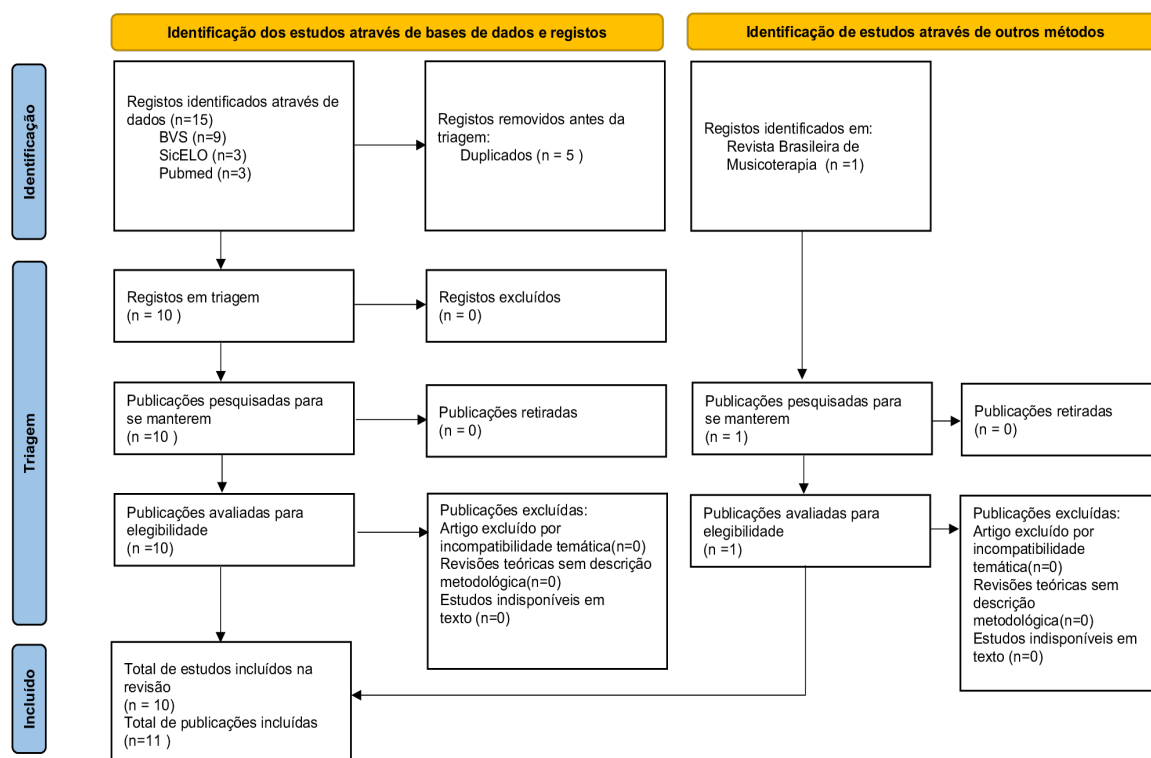 Identificação dos estudos através de bases de dados e registos
Identificação de estudos através de outros métodos
Identificação
Registos identificados através de
dados (n=15)
BVS (n=9)
SicELO (n=3)
Pubmed (n=3)
Registos removidos antes da
triagem:
Duplicados (n = 5 )
Registos identificados em:
Revista Brasileira de
Musicoterapia (n =1)
Triagem
Registos em triagem
(n = 10 )
Registos excluídos
(n = 0)
Publicações pesquisadas para
se manterem
(n =10 )
Publicações retiradas
(n = 0)
Publicações pesquisadas para
se manterem
(n = 1)
Publicações retiradas
(n = 0)
Publicações avaliadas para
elegibilidade
(n =10)
Publicações excluídas:
Artigo excluído por
incompatibilidade temática(n=0)
Revisões teóricas sem descrição
metodológica(n=0)
Estudos indisponíveis em
texto (n=0)
Publicações avaliadas para
elegibilidade
(n =1)
Publicações excluídas:
Artigo excluído por
incompatibilidade
temática(n=0)
Revisões teóricas sem
descrição
metodológica(n=0)
Estudos indisponíveis em
texto (n=0)
Incluído
Total de estudos incluídos na
revisão
(n = 10)
Total de publicações incluídas
(n=11 )